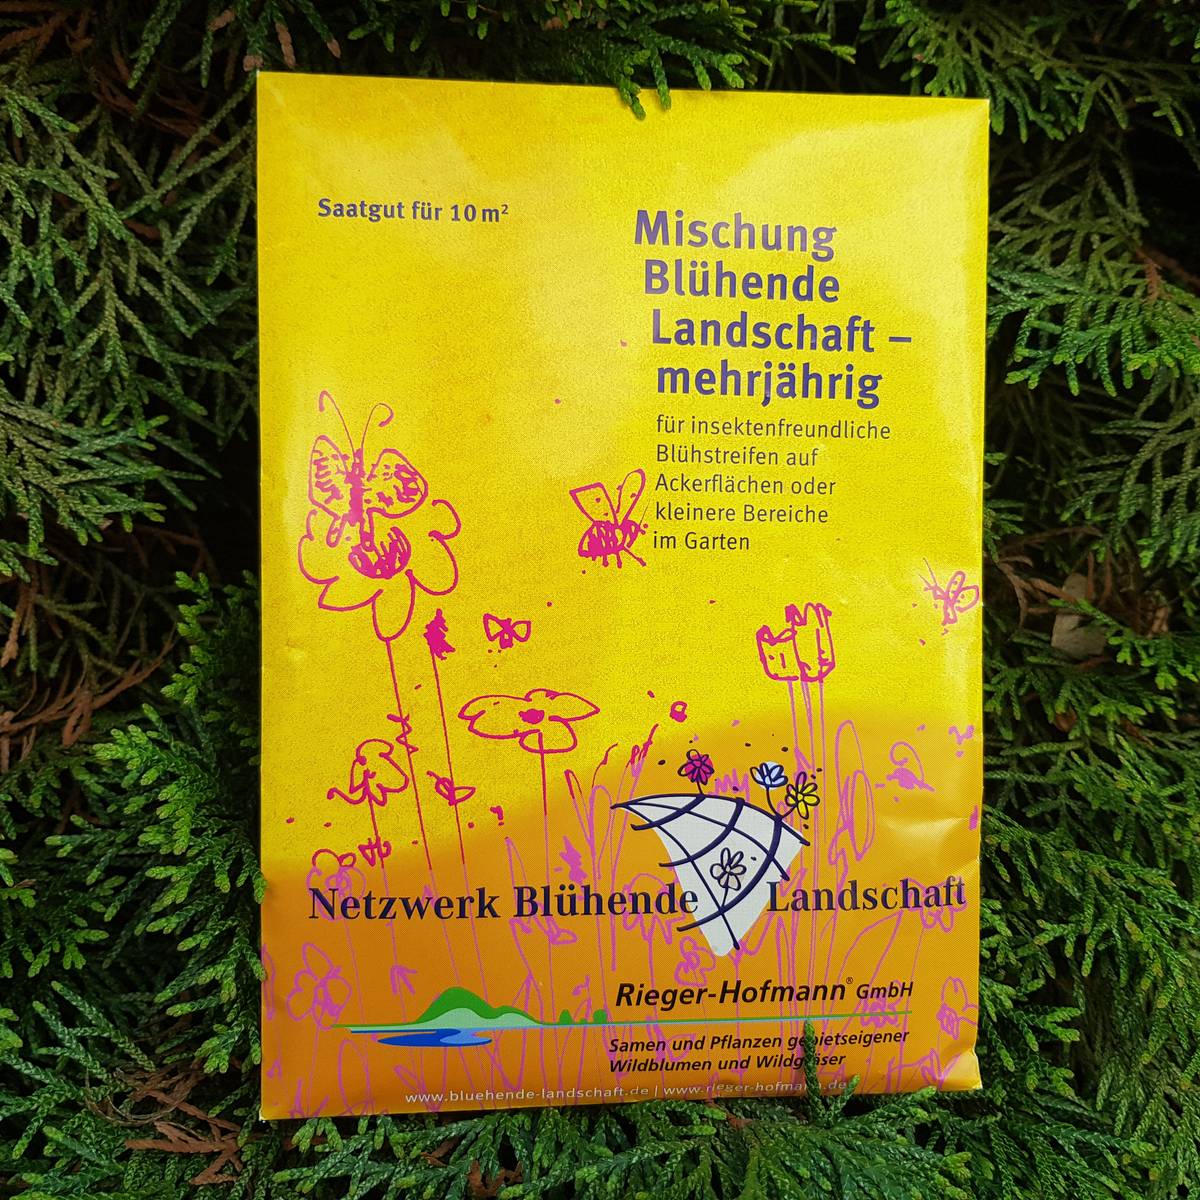 Saatgut für 10 m²
Mischung
Blühende
Landschaft –
mehrjährig
für insektenfreundliche
Blühstreifen auf
Ackerflächen oder
kleinere Bereiche
im Garten
Netzwerk Blühende Landschaft
Rieger-Hofmann® GmbH
Samen und Pflanzen gebietseigener
Wildblumen und Wildgräser
www.bluehende-landschaft.de | www.rieger-hofmann.de